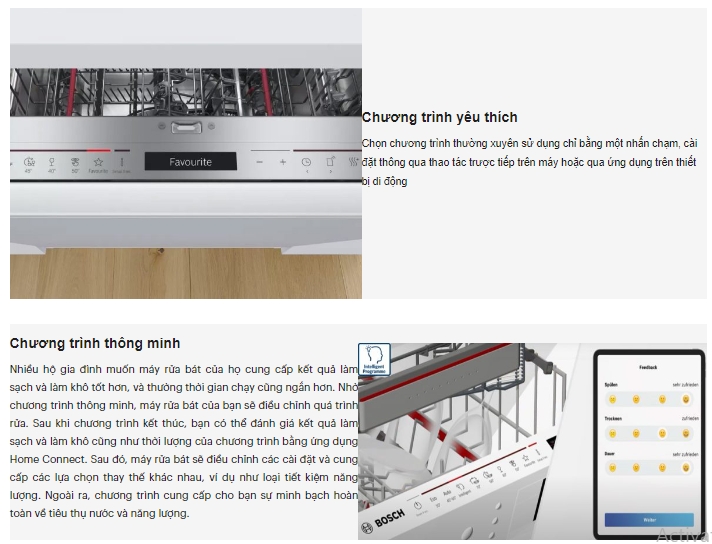 Chương trình yêu thích
Chọn chương trình thường xuyên sử dụng chỉ bằng một nhấn chạm, cài
đặt thông qua thao tác trược tiếp trên máy hoặc qua ứng dụng trên thiết
bị di động
Favourite
45° 40° 50° Favourite
Chương trình thông minh
Nhiều hộ gia đình muốn máy rửa bát của họ cung cấp kết quả làm
sạch và làm khô tốt hơn, và thường thời gian chạy cũng ngắn hơn. Nhờ
chương trình thông minh, máy rửa bát của bạn sẽ điều chỉnh quá trình
rửa. Sau khi chương trình kết thúc, bạn có thể đánh giá kết quả làm
sạch và làm khô cũng như thời lượng của chương trình bằng ứng dụng
Home Connect. Sau đó, máy rửa bát sẽ điều chỉnh các cài đặt và cung
cấp các lựa chọn thay thế khác nhau, ví dụ như loại tiết kiệm năng
lượng. Ngoài ra, chương trình cung cấp cho bạn sự minh bạch hoàn
toàn về tiêu thụ nước và năng lượng.
Intelligent
Programme
BOSCH
Eco Auto
Feedback
Spülen sehr zufrieden
Trocknen sehr zufrieden
Dauer sehr zufrieden
Weiter
Activa